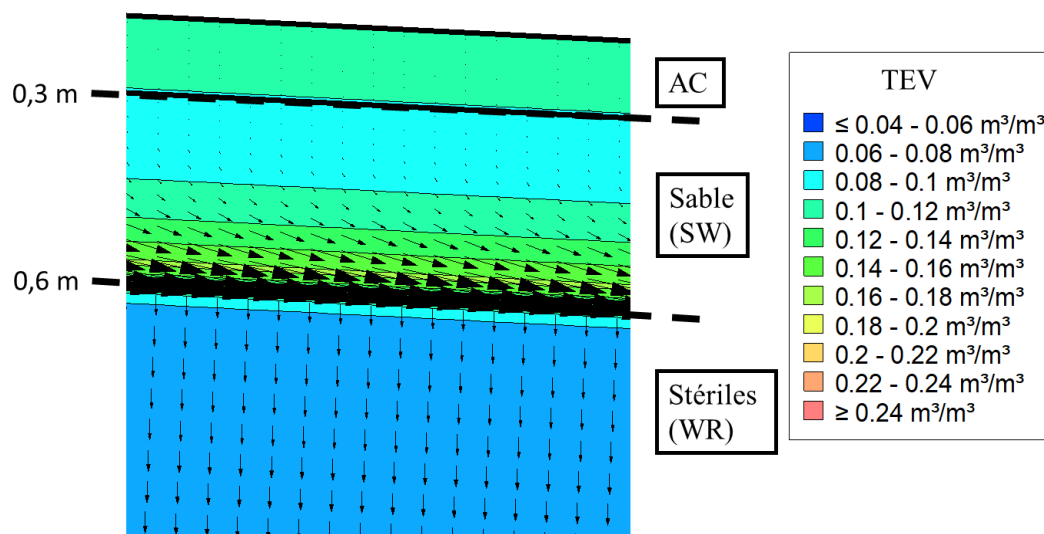 AC
0,3 m
Sable
(SW)
0,6 m
Stériles
(WR)
TEV
≤ 0.04 - 0.06 m³/m³
0.06 - 0.08 m³/m³
0.08 - 0.1 m³/m³
0.1 - 0.12 m³/m³
0.12 - 0.14 m³/m³
0.14 - 0.16 m³/m³
0.16 - 0.18 m³/m³
0.18 - 0.2 m³/m³
0.2 - 0.22 m³/m³
0.22 - 0.24 m³/m³
≥ 0.24 m³/m³